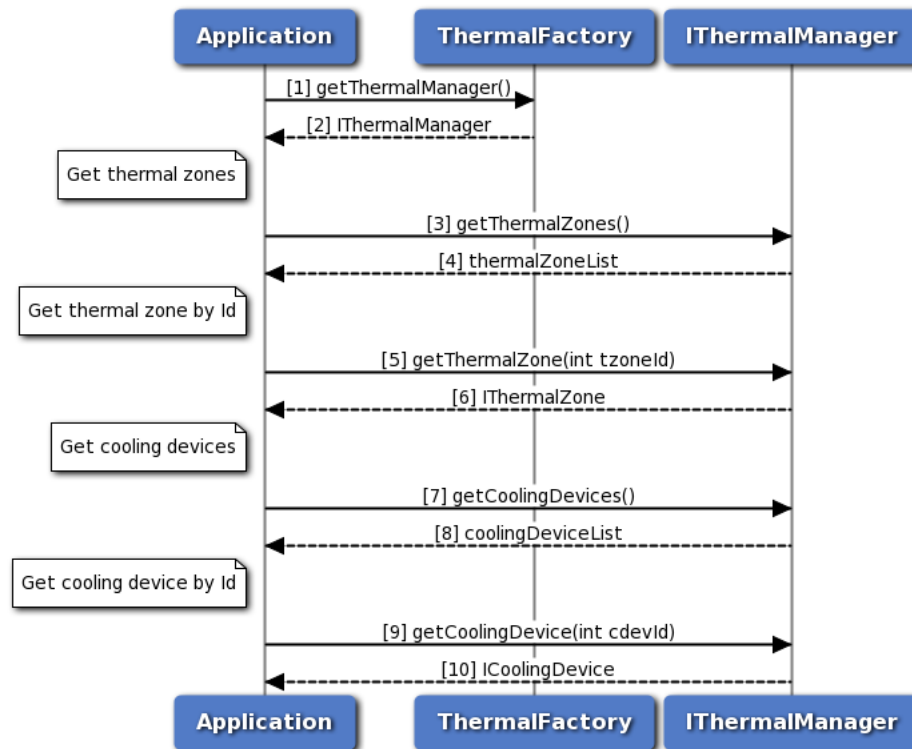 Application
ThermalFactory
IThermalManager
[1] getThermalManager()
[2] IThermalManager
Get thermal zones
[3] getThermalZones()
[4] thermalZoneList
Get thermal zone by Id
[5] getThermalZone(int tzoneId)
[6] IThermalZone
Get cooling devices
[7] getCoolingDevices()
[8] coolingDeviceList
Get cooling device by Id
[9] getCoolingDevice(int cdevId)
[10] ICoolingDevice
Application
ThermalFactory
IThermalManager